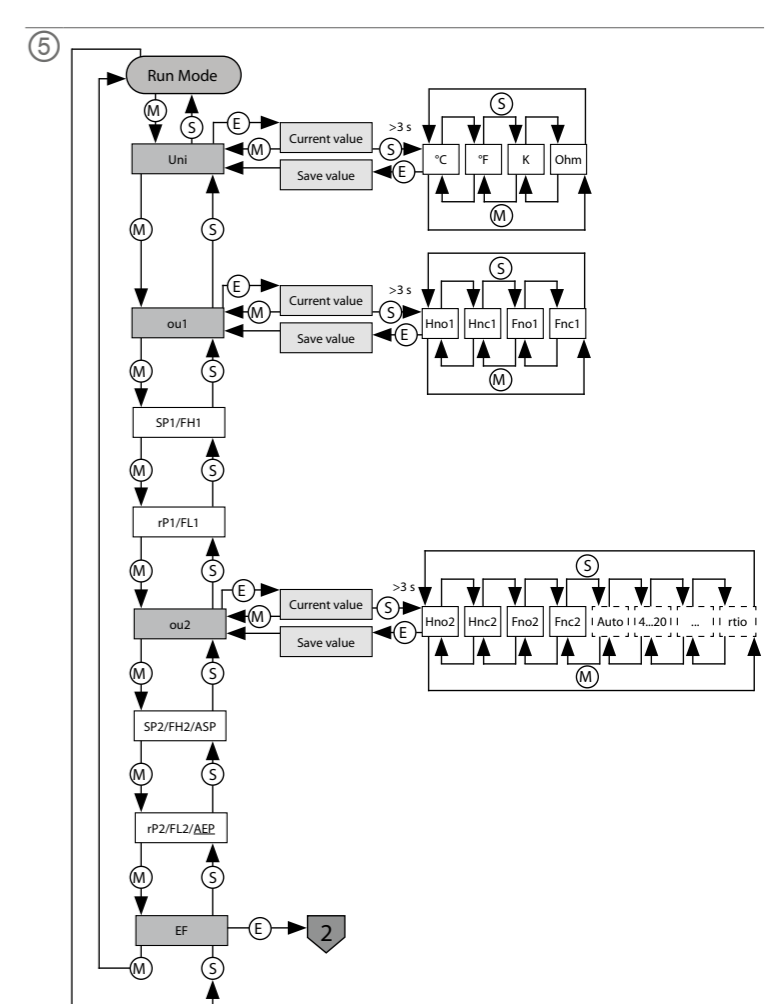 5
Run Mode
M S
E
Uni
M
Current value
Save value
>3 s
S
E
S
°C °F K Ohm
M
M S
E
ou1
M
Current value
Save value
>3 s
S
E
S
Hno1 Hnc1 Fno1 Fnc1
M
M S
SP1/FH1
M S
rP1/FL1
M S
E
ou2
M
Current value
Save value
>3 s
S
E
S
Hno2 Hnc2 Fno2 Fnc2 Auto 4...20 ... rtio
M
M S
SP2/FH2/ASP
M S
rP2/FL2/AEP
M S
EF
E
2
M S